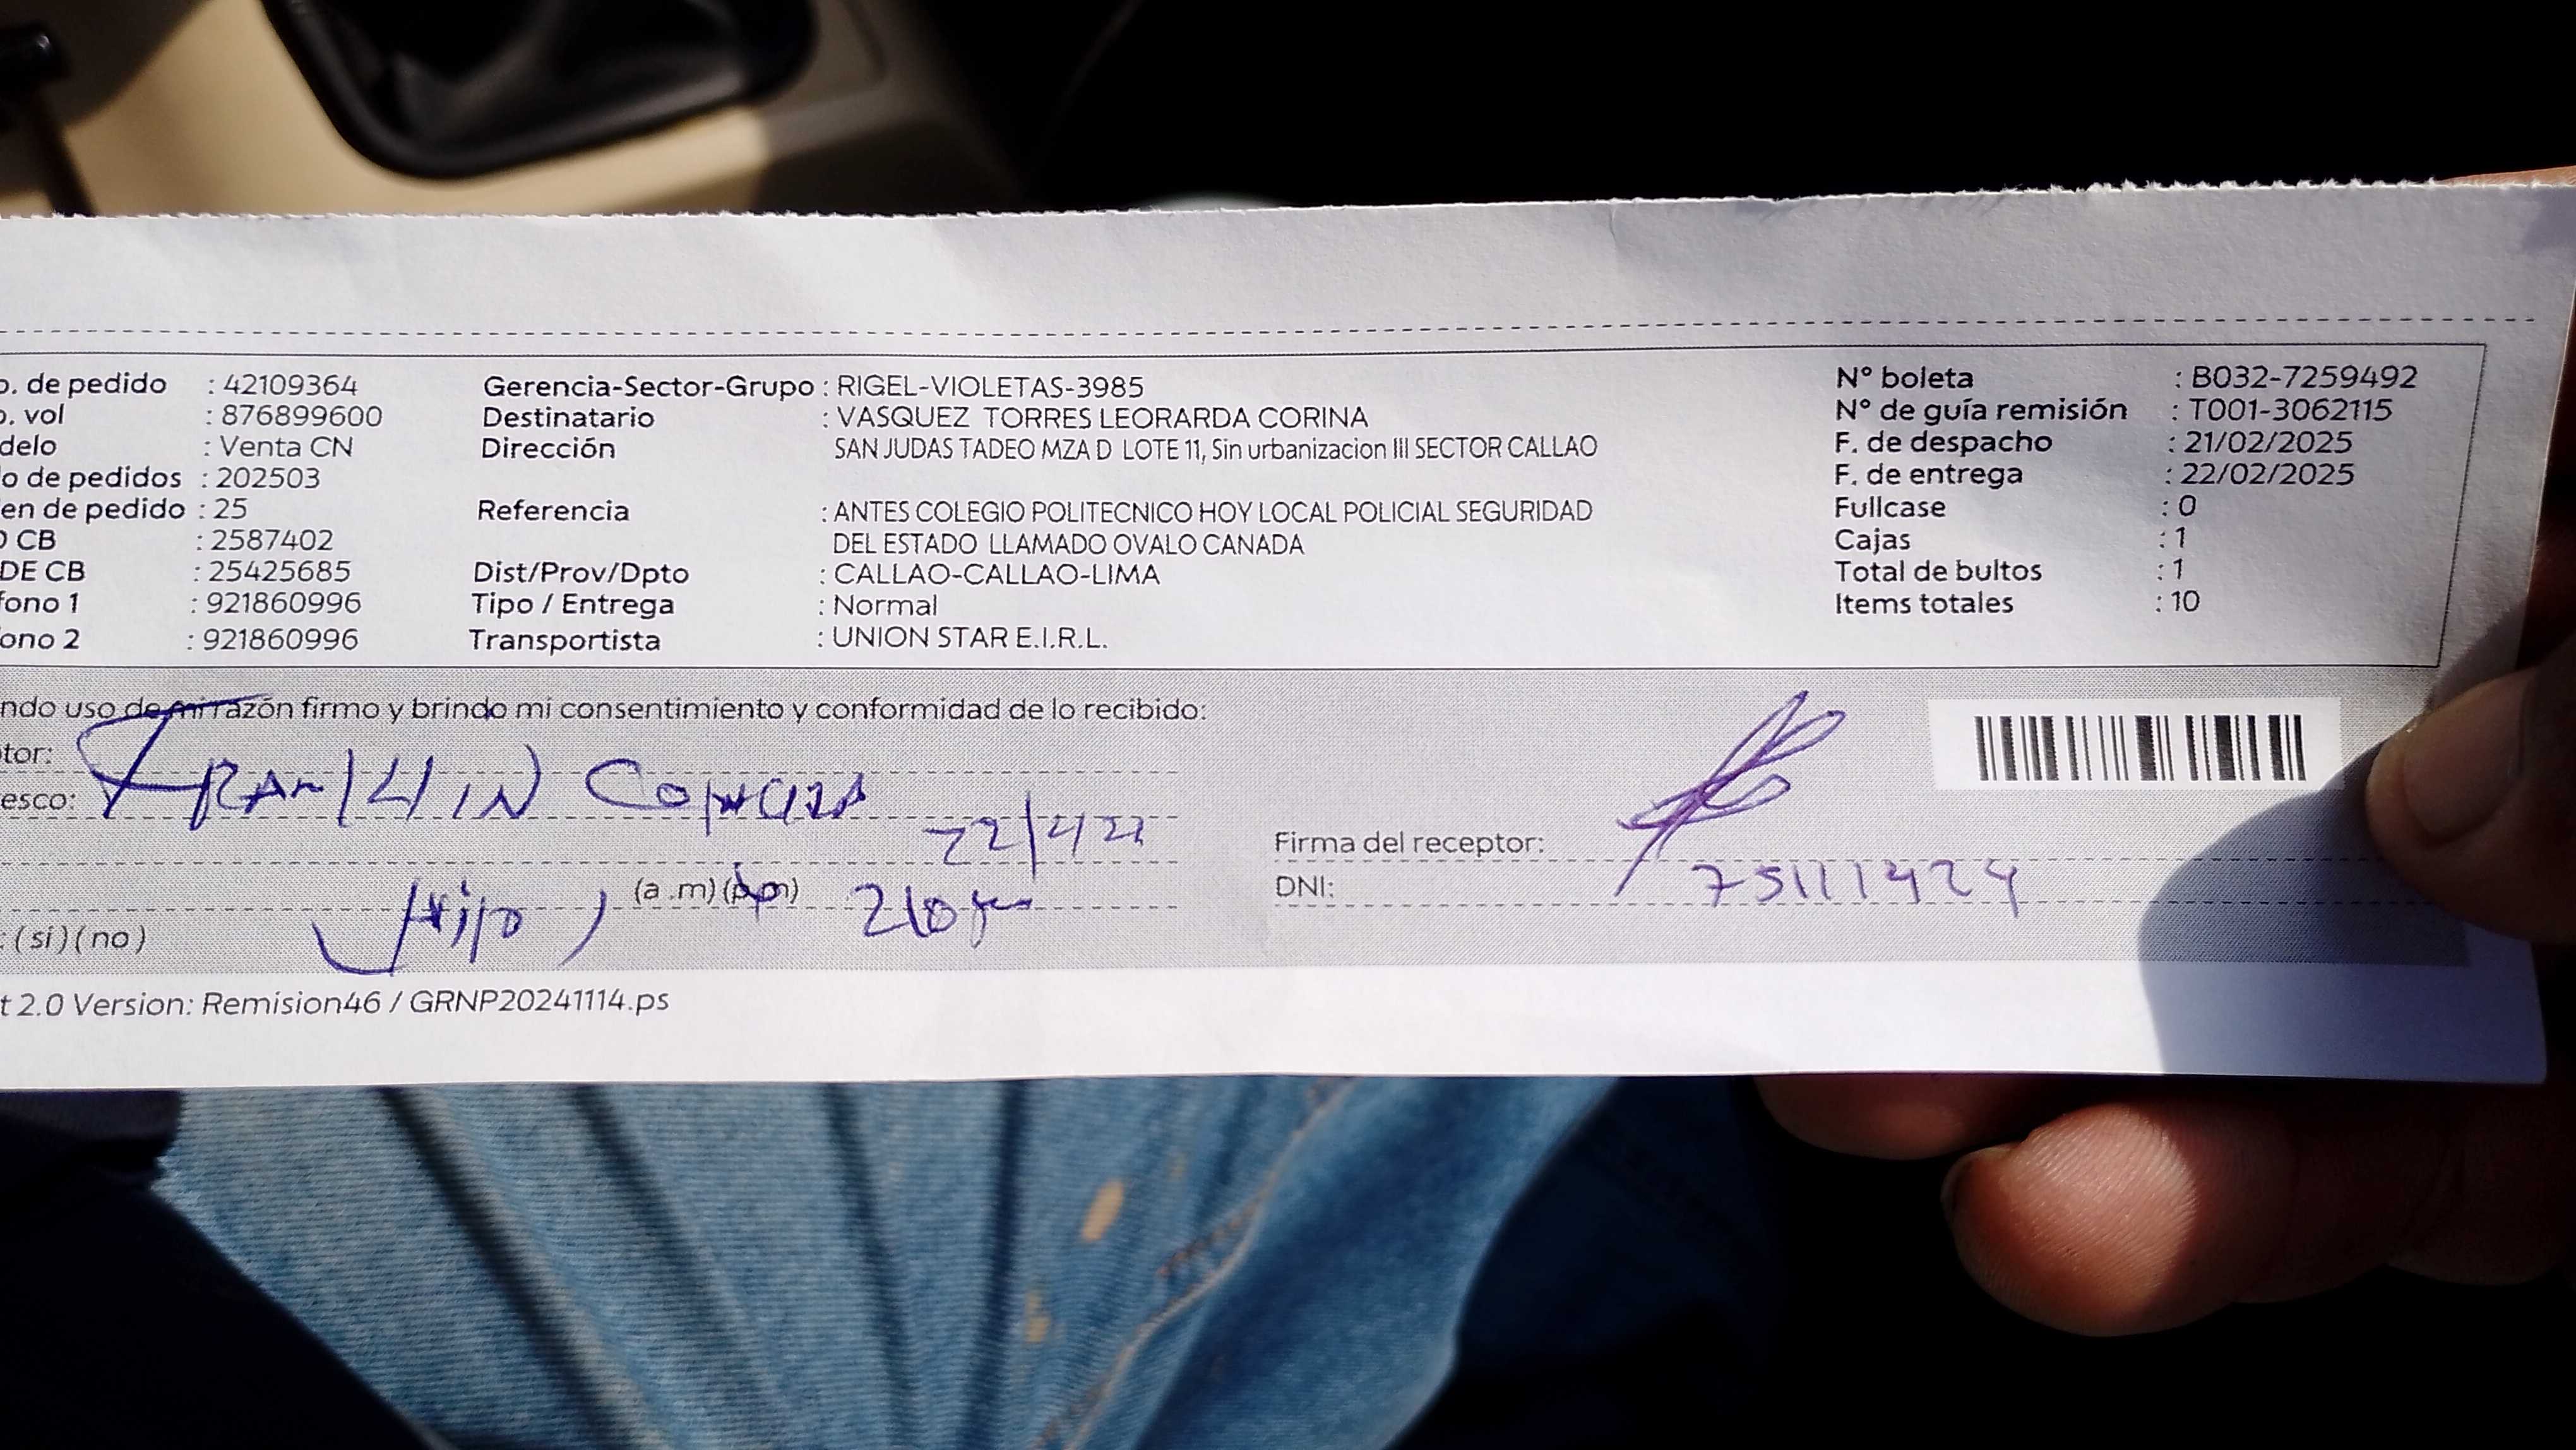 o. de pedido : 42109364 Gerencia-Sector-Grupo : RIGEL-VIOLETAS-3985 N° boleta : B032-7259492
o. vol : 876899600 Destinatario : VASQUEZ TORRES LEORARDA CORINA N° de guía remisión : T001-3062115
delo : Venta CN Dirección SAN JUDAS TADEO MZA D LOTE 11, Sin urbanizacion III SECTOR CALLAO F. de despacho : 21/02/2025
o de pedidos : 202503 F. de entrega : 22/02/2025
en de pedido : 25 Referencia : ANTES COLEGIO POLITECNICO HOY LOCAL POLICIAL SEGURIDAD Fullcase : 0
O CB : 2587402 DEL ESTADO LLAMADO OVALO CANADA Cajas : 1
DE CB : 25425685 Dist/Prov/Dpto : CALLAO-CALLAO-LIMA Total de bultos : 1
fono 1 : 921860996 Tipo / Entrega : Normal Items totales : 10
ono 2 : 921860996 Transportista : UNION STAR E.I.R.L.
ndo uso de mi razón firmo y brindo mi consentimiento y conformidad de lo recibido:
tor:
esco: FRANKLIN
Firma del receptor:
Hijo (a .m) (p.m) DNI: 75111424
: (si) (no)
t 2.0 Version: Remision46 / GRNP20241114.ps